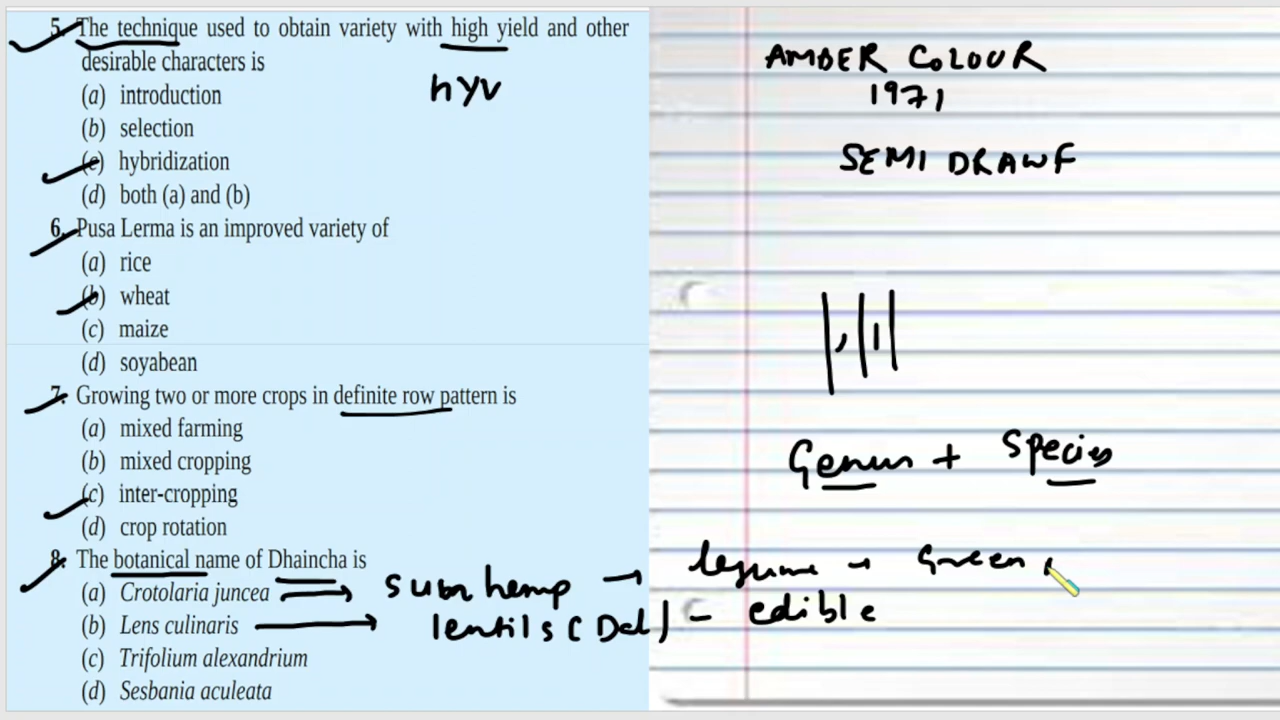 5. The technique used to obtain variety with high yield and other
desirable characters is
(a) introduction
(b) selection
(c) hybridization
(d) both (a) and (b)
hyv
6. Pusa Lerma is an improved variety of
(a) rice
(b) wheat
(c) maize
(d) soyabean
7. Growing two or more crops in definite row pattern is
(a) mixed farming
(b) mixed cropping
(c) inter-cropping
(d) crop rotation
8. The botanical name of Dhaincha is
(a) Crotolaria juncea
(b) Lens culinaris
(c) Trifolium alexandrium
(d) Sesbania aculeata
AMBER COLOUR
1971
SEMI DRAWF
Genus + Species
hemp → legume → Green
lentils (Dal) - edible